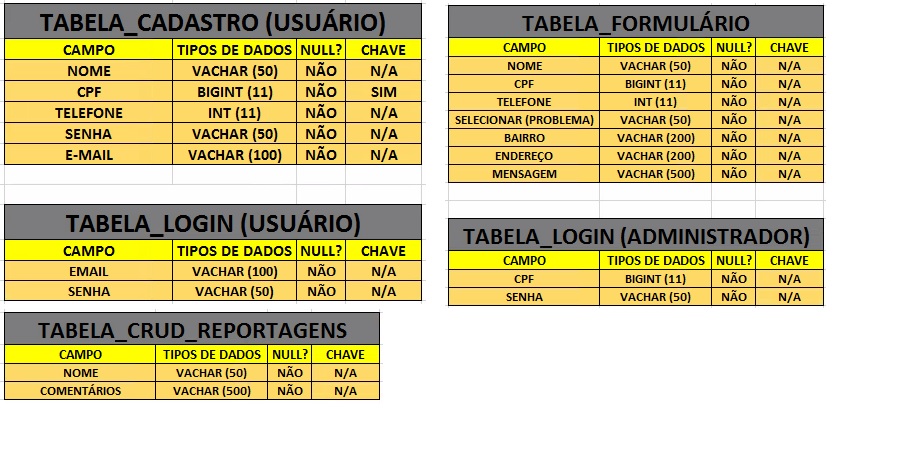 TABELA_CADASTRO (USUÁRIO)
CAMPO TIPOS DE DADOS NULL? CHAVE
NOME VACHAR (50) NÃO N/A
CPF BIGINT (11) NÃO SIM
TELEFONE INT (11) NÃO N/A
SENHA VACHAR (50) NÃO N/A
E-MAIL VACHAR (100) NÃO N/A
TABELA_FORMULÁRIO
CAMPO TIPOS DE DADOS NULL? CHAVE
NOME VACHAR (50) NÃO N/A
CPF BIGINT (11) NÃO N/A
TELEFONE INT (11) NÃO N/A
SELECIONAR (PROBLEMA) VACHAR (50) NÃO N/A
BAIRRO VACHAR (200) NÃO N/A
ENDEREÇO VACHAR (200) NÃO N/A
MENSAGEM VACHAR (500) NÃO N/A
TABELA_LOGIN (USUÁRIO)
CAMPO TIPOS DE DADOS NULL? CHAVE
EMAIL VACHAR (100) NÃO N/A
SENHA VACHAR (50) NÃO N/A
TABELA_LOGIN (ADMINISTRADOR)
CAMPO TIPOS DE DADOS NULL? CHAVE
CPF BIGINT (11) NÃO N/A
SENHA VACHAR (50) NÃO N/A
TABELA_CRUD_REPORTAGENS
CAMPO TIPOS DE DADOS NULL? CHAVE
NOME VACHAR (50) NÃO N/A
COMENTÁRIOS VACHAR (500) NÃO N/A